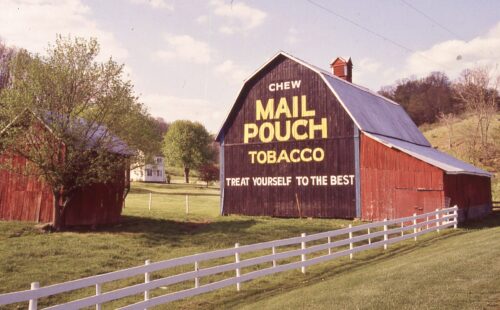 CHEW
MAIL
POUCH
TOBACCO
TREAT YOURSELF TO THE BEST